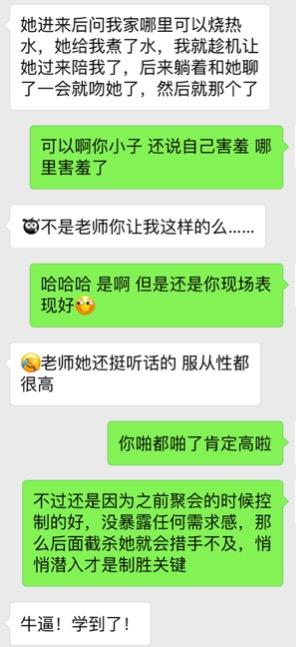 她进来后问我家哪里可以烧热
水，她给我煮了水，我就趁机让
她过来陪我了，后来躺着和她聊
了一会就吻她了，然后就那个了
可以啊你小子 还说自己害羞 哪
里害羞了
不是老师你让我这样的么……
哈哈哈 是啊 但是还是你现场表
现好
老师她还挺听话的 服从性都
很高
你啪都啪了肯定高啦
不过还是因为之前聚会的时候控
制的好，没暴露任何需求感，那
么后面截杀她就会措手不及，悄
悄潜入才是制胜关键
牛逼！学到了！